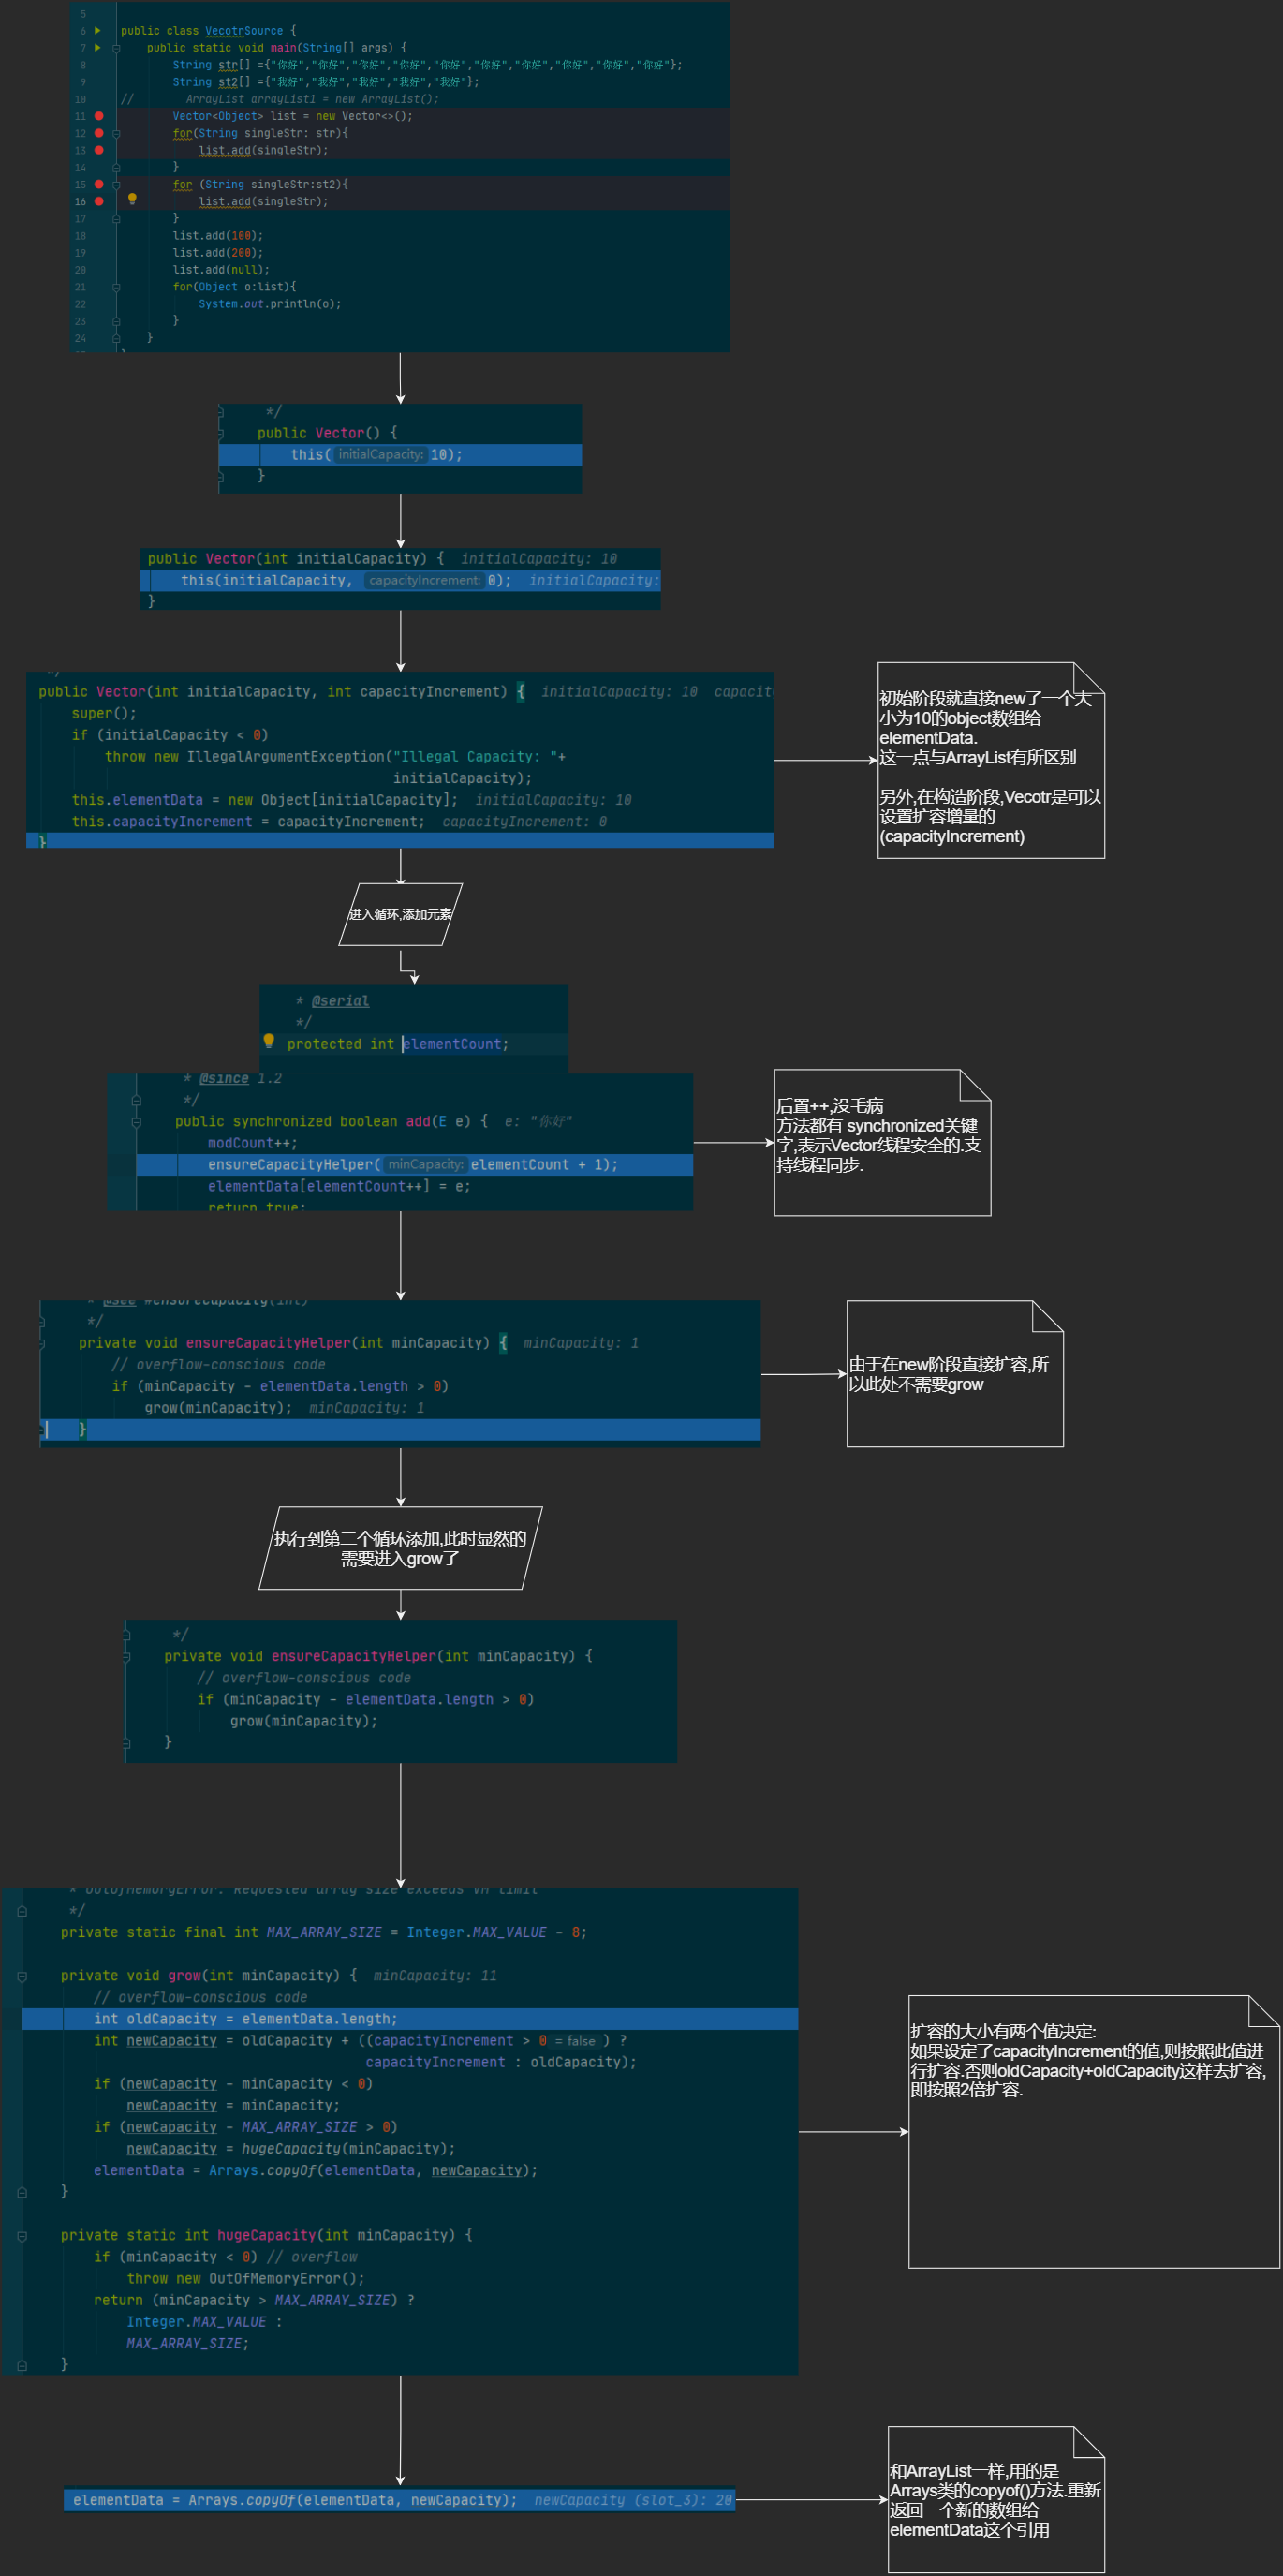 5
6 public class VecotrSource {
7 public static void main(String[] args) {
8 String str[] ={"你好","你好","你好","你好","你好","你好","你好","你好","你好","你好"};
9 String st2[] ={"我好","我好","我好","我好","我好"};
10 // ArrayList arrayList1 = new ArrayList();
11 Vector<Object> list = new Vector<>();
12 for(String singleStr: str){
13 list.add(singleStr);
14 }
15 for (String singleStr:st2){
16 list.add(singleStr);
17 }
18 list.add(100);
19 list.add(200);
20 list.add(null);
21 for(Object o:list){
22 System.out.println(o);
23 }
24 }
*/
public Vector() {
this( initialCapacity: 10);
}
public Vector(int initialCapacity) { initialCapacity: 10
this(initialCapacity, capacityIncrement: 0); initialCapacity:
}
*/
public Vector(int initialCapacity, int capacityIncrement) { initialCapacity: 10 capacit
super();
if (initialCapacity < 0)
throw new IllegalArgumentException("Illegal Capacity: "+
initialCapacity);
this.elementData = new Object[initialCapacity]; initialCapacity: 10
this.capacityIncrement = capacityIncrement; capacityIncrement: 0
}
初始阶段就直接new了一个大
小为10的object数组给
elementData.
这一点与ArrayList有所区别
另外,在构造阶段,Vecotr是可以
设置扩容增量的
(capacityIncrement)
进入循环,添加元素
* @serial
*/
protected int elementCount;
* @since 1.2
*/
public synchronized boolean add(E e) { e: "你好"
modCount++;
ensureCapacityHelper( minCapacity: elementCount + 1);
elementData[elementCount++] = e;
return true;
后置++,没毛病
方法都有 synchronized关键
字,表示Vector线程安全的.支
持线程同步.
* @see #ensureCapacity(int)
*/
private void ensureCapacityHelper(int minCapacity) { minCapacity: 1
// overflow-conscious code
if (minCapacity - elementData.length > 0)
grow(minCapacity); minCapacity: 1
}
由于在new阶段直接扩容,所
以此处不需要grow
执行到第二个循环添加,此时显然的
需要进入grow了
*/
private void ensureCapacityHelper(int minCapacity) {
// overflow-conscious code
if (minCapacity - elementData.length > 0)
grow(minCapacity);
}
* OutOfMemoryError: Requested array size exceeds VM limit
*/
private static final int MAX_ARRAY_SIZE = Integer.MAX_VALUE - 8;
private void grow(int minCapacity) { minCapacity: 11
// overflow-conscious code
int oldCapacity = elementData.length;
int newCapacity = oldCapacity + ((capacityIncrement > 0 = false ) ?
capacityIncrement : oldCapacity);
if (newCapacity - minCapacity < 0)
newCapacity = minCapacity;
if (newCapacity - MAX_ARRAY_SIZE > 0)
newCapacity = hugeCapacity(minCapacity);
elementData = Arrays.copyOf(elementData, newCapacity);
}
private static int hugeCapacity(int minCapacity) {
if (minCapacity < 0) // overflow
throw new OutOfMemoryError();
return (minCapacity > MAX_ARRAY_SIZE) ?
Integer.MAX_VALUE :
MAX_ARRAY_SIZE;
}
扩容的大小有两个值决定:
如果设定了capacityIncrement的值,则按照此值进
行扩容.否则oldCapacity+oldCapacity这样去扩容,
即按照2倍扩容.
elementData = Arrays.copyOf(elementData, newCapacity); newCapacity (slot_3): 20
和ArrayList一样,用的是
Arrays类的copyof()方法.重新
返回一个新的数组给
elementData这个引用